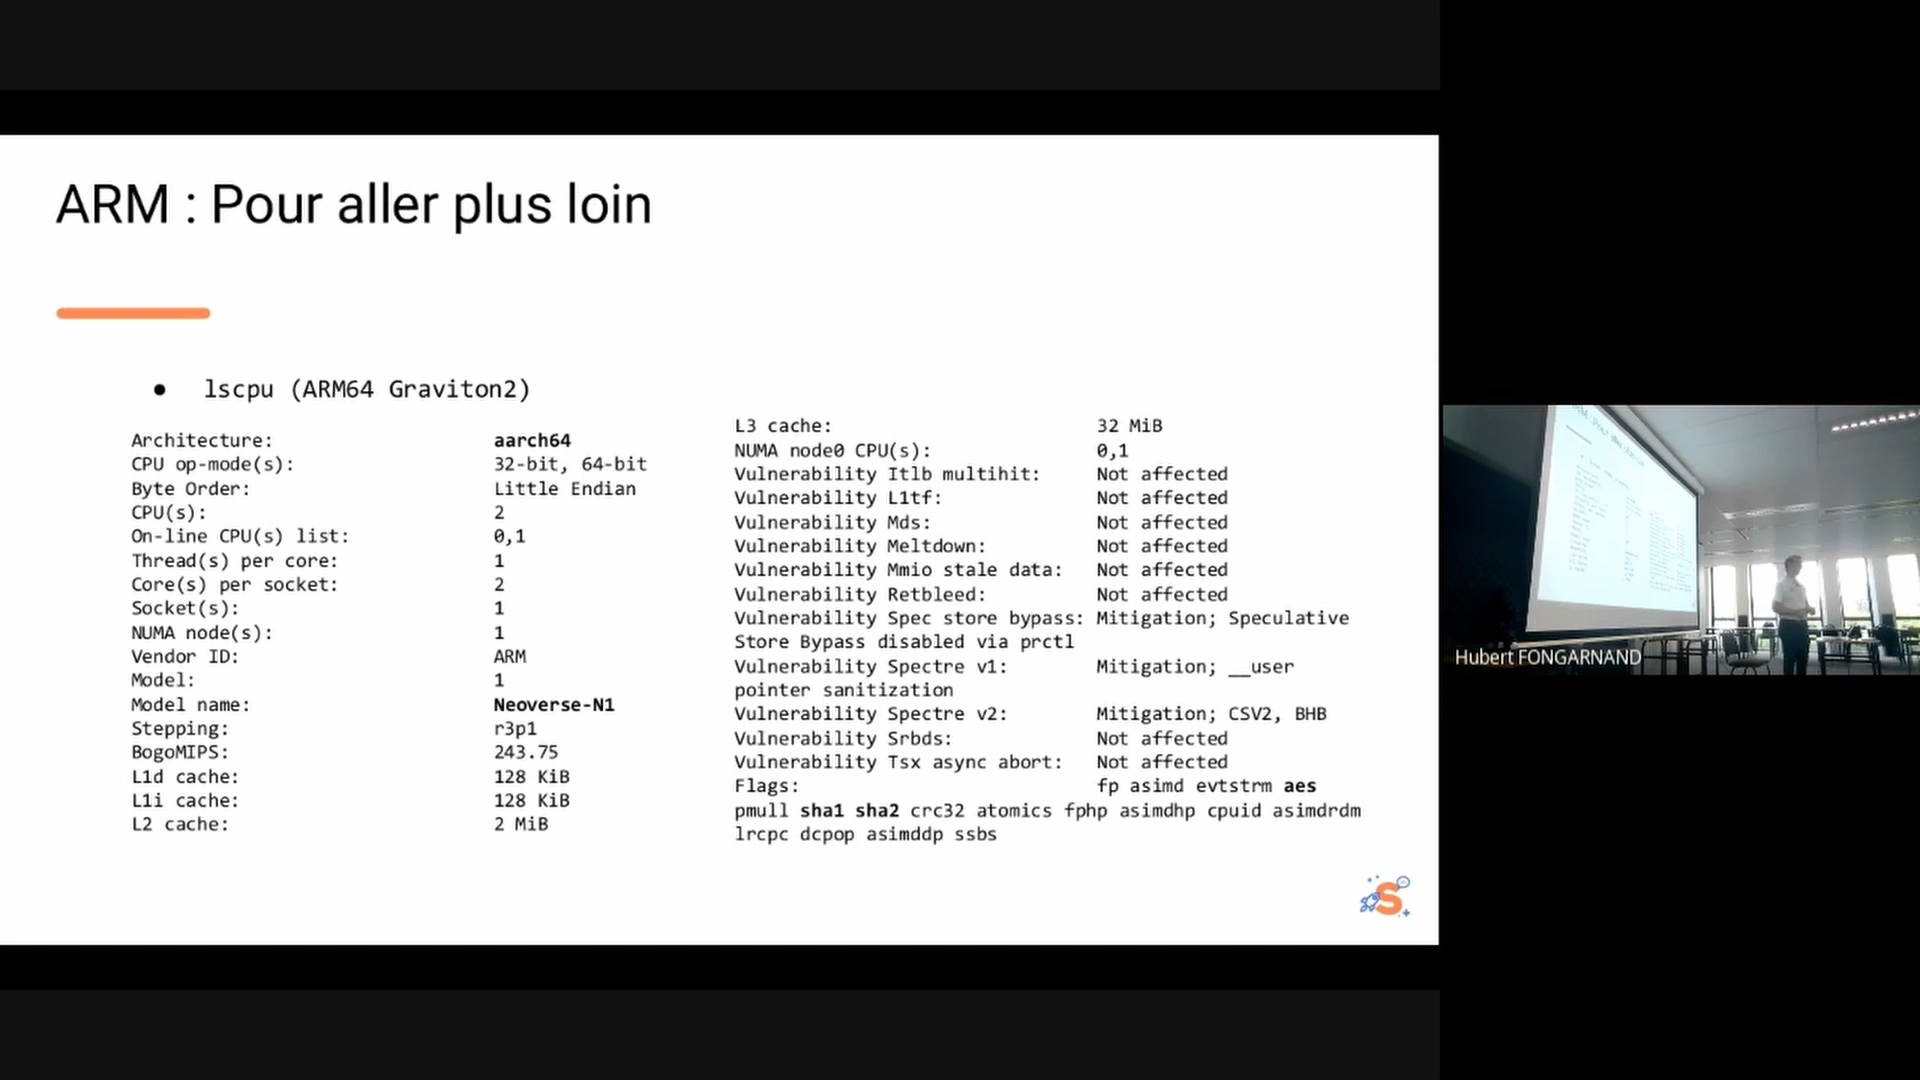 ARM : Pour aller plus loin
● lscpu (ARM64 Graviton2)
Architecture: aarch64
CPU op-mode(s): 32-bit, 64-bit
Byte Order: Little Endian
CPU(s): 2
On-line CPU(s) list: 0,1
Thread(s) per core: 1
Core(s) per socket: 2
Socket(s): 1
NUMA node(s): 1
Vendor ID: ARM
Model: 1
Model name: Neoverse-N1
Stepping: r3p1
BogoMIPS: 243.75
L1d cache: 128 KiB
L1i cache: 128 KiB
L2 cache: 2 MiB
L3 cache: 32 MiB
NUMA node0 CPU(s): 0,1
Vulnerability Itlb multihit: Not affected
Vulnerability L1tf: Not affected
Vulnerability Mds: Not affected
Vulnerability Meltdown: Not affected
Vulnerability Mmio stale data: Not affected
Vulnerability Retbleed: Not affected
Vulnerability Spec store bypass: Mitigation; Speculative
Store Bypass disabled via prctl
Vulnerability Spectre v1: Mitigation; __user
pointer sanitization
Vulnerability Spectre v2: Mitigation; CSV2, BHB
Vulnerability Srbds: Not affected
Vulnerability Tsx async abort: Not affected
Flags: fp asimd evtstrm aes
pmull sha1 sha2 crc32 atomics fphp asimdhp cpuid asimdrdm
lrcpc dcpop asimddp ssbs
S
Hubert FONGARNAND